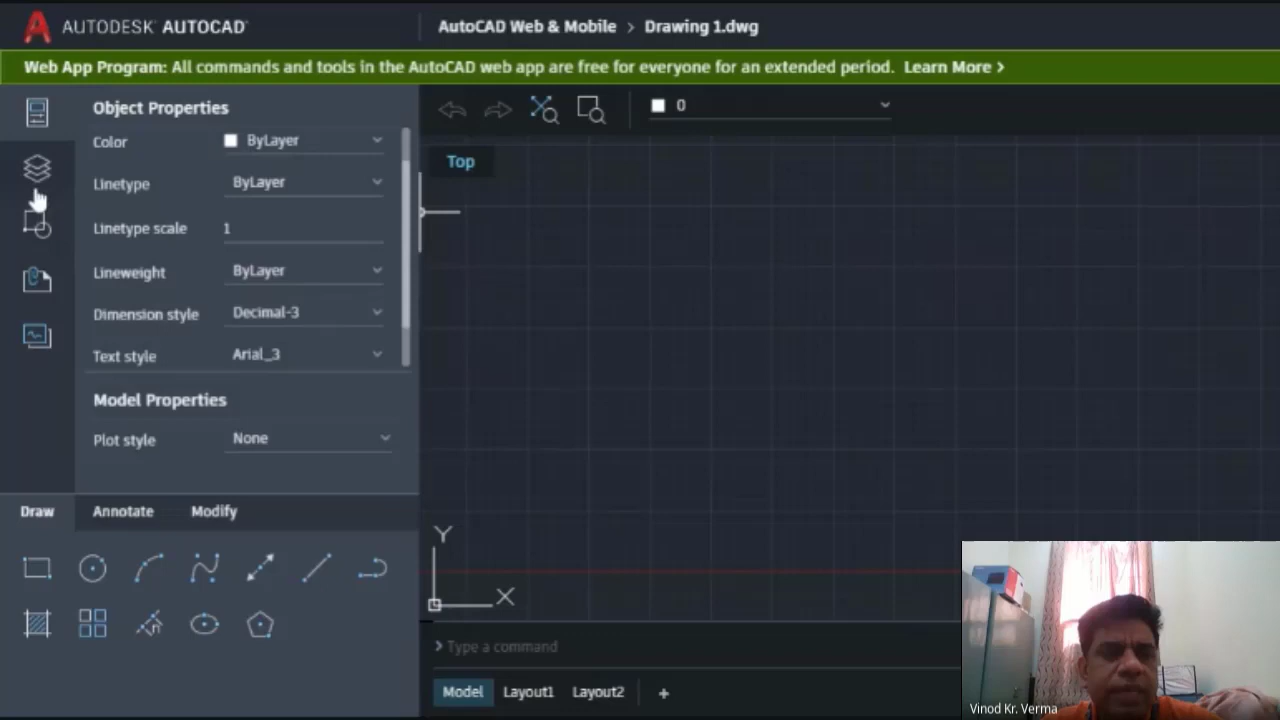 AUTODESK AUTOCAD
AutoCAD Web & Mobile > Drawing 1.dwg
Web App Program: All commands and tools in the AutoCAD web app are free for everyone for an extended period. Learn More >
Object Properties
Color ByLayer
Linetype ByLayer
Linetype scale 1
Lineweight ByLayer
Dimension style Decimal-3
Text style Arial_3
Model Properties
Plot style None
Draw Annotate Modify
0
Top
Y
X
> Type a command
Model Layout1 Layout2 +
Vinod Kr. Verma